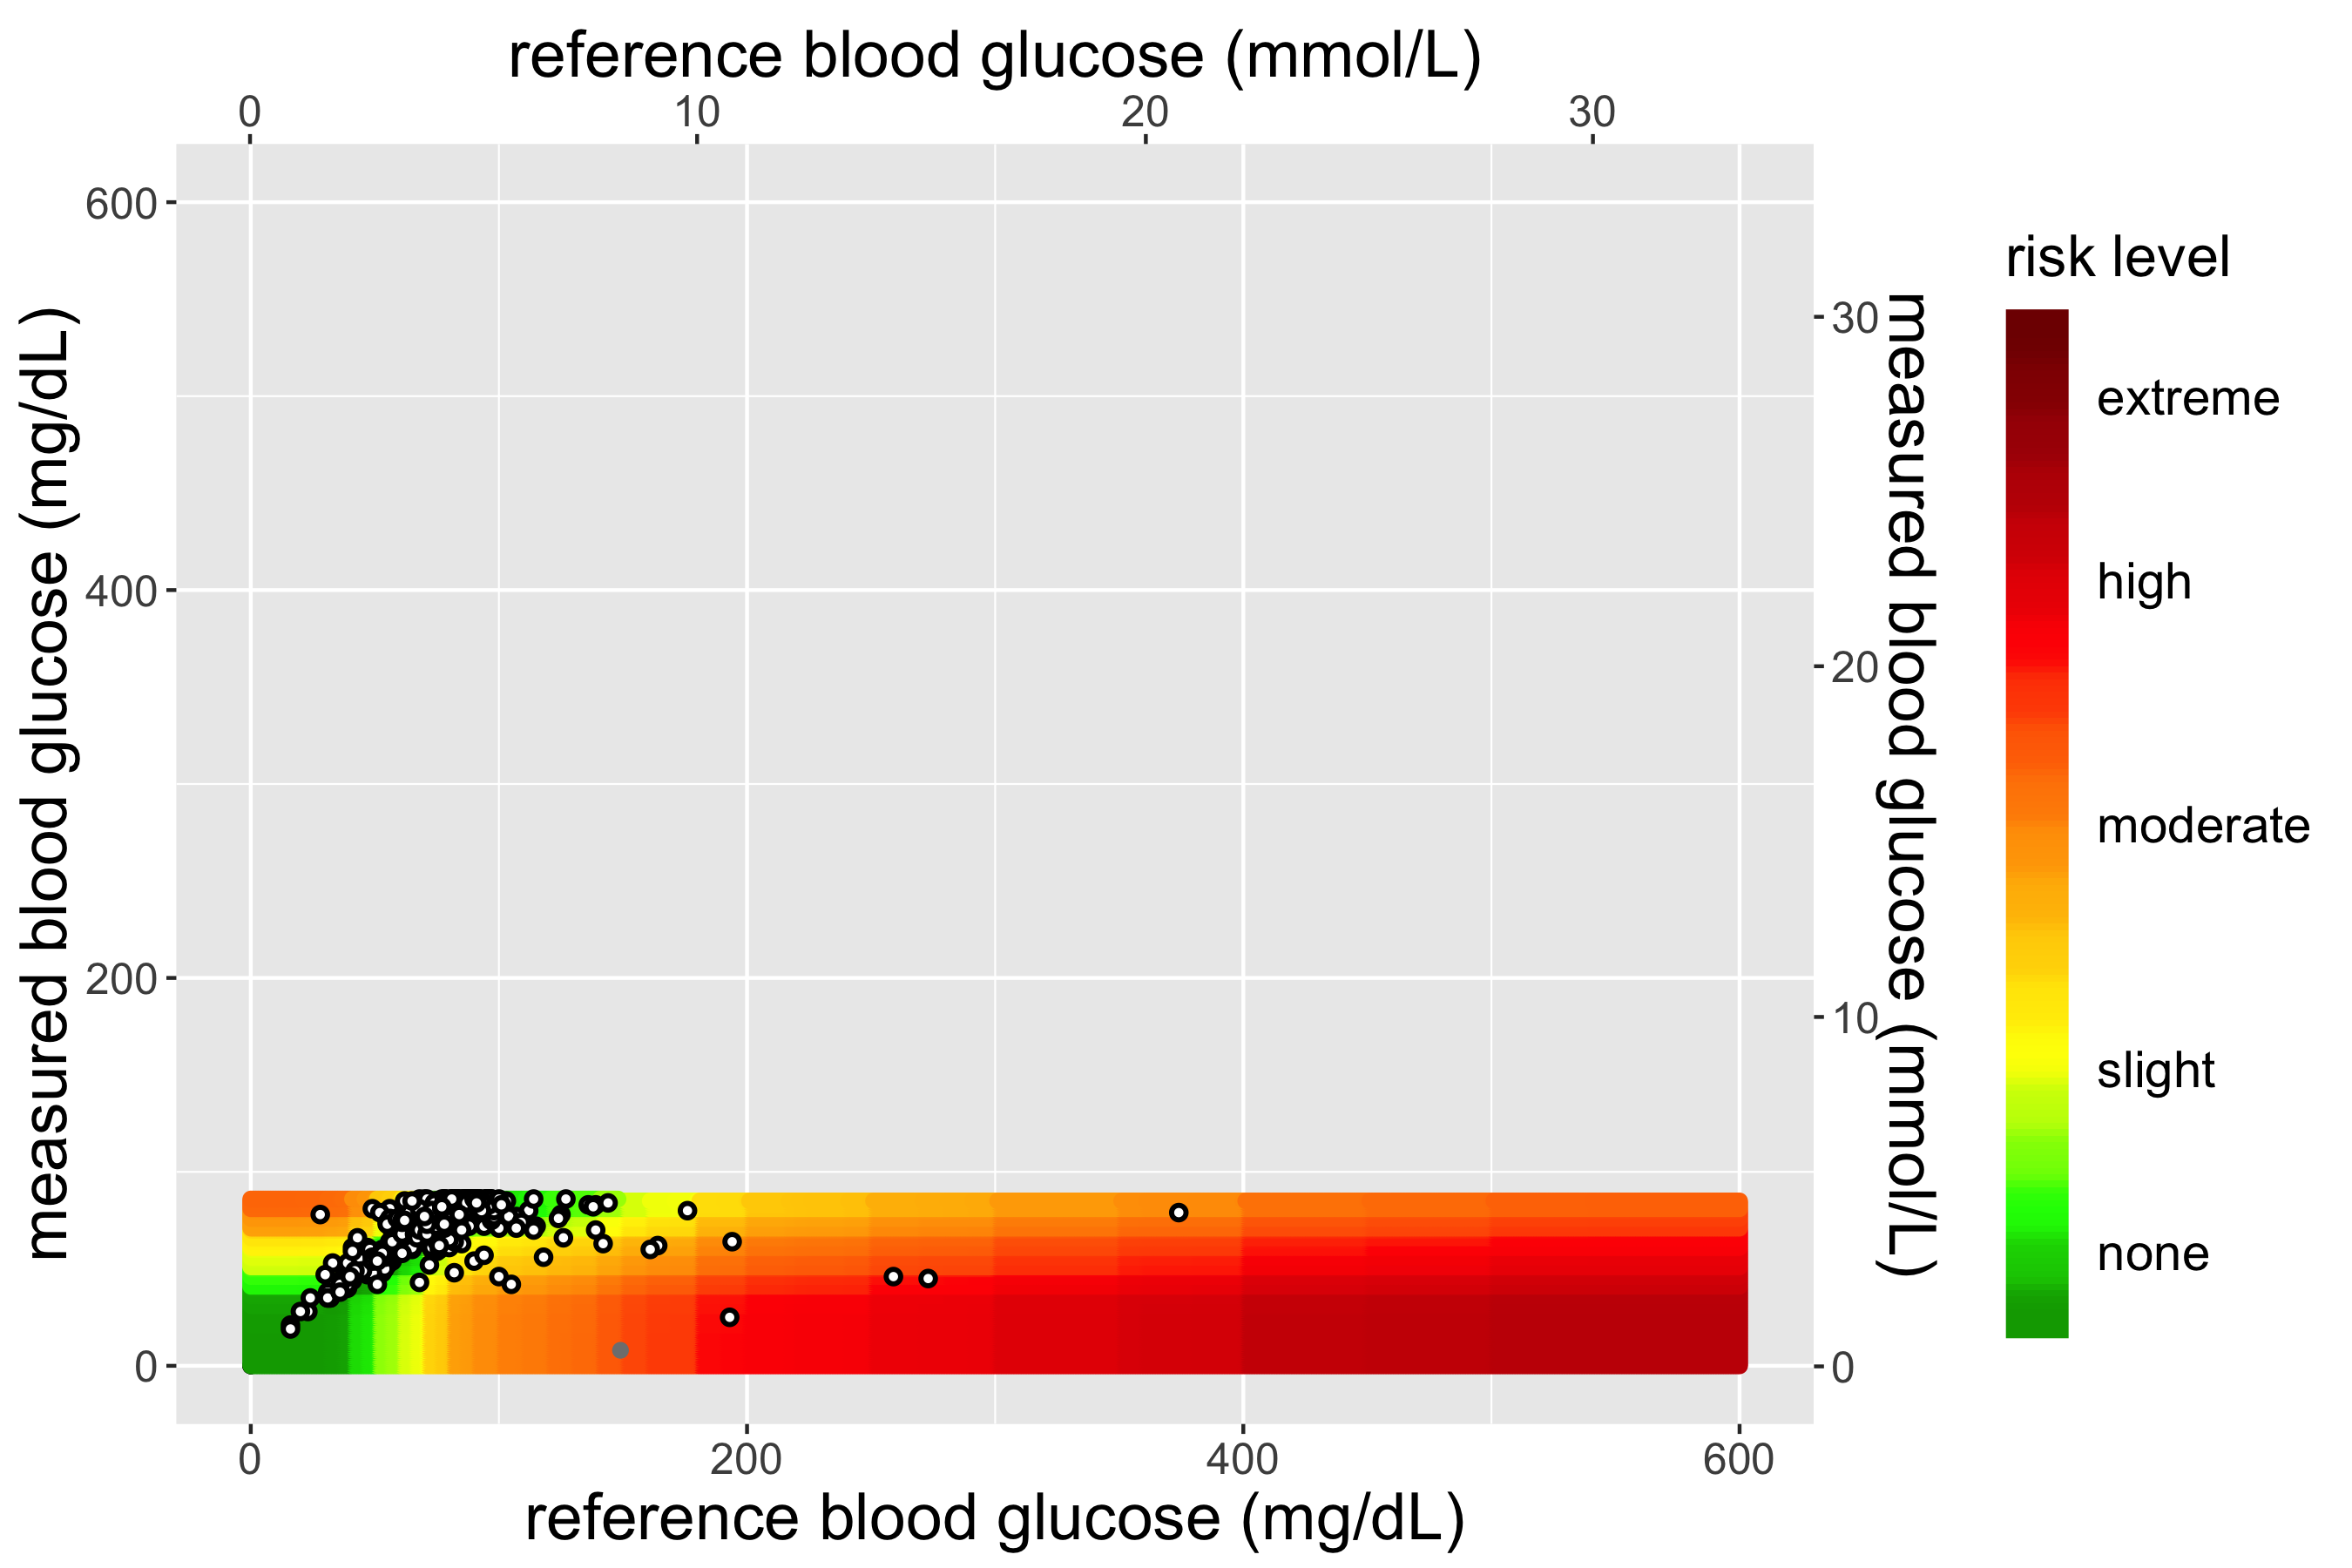 reference blood glucose (mmol/L)
0 10 20 30
measured blood glucose (mg/dL)
600
400
200
0
30
20
10
0
measured blood glucose (mmol/L)
0 200 400 600
reference blood glucose (mg/dL)
risk level
extreme
high
moderate
slight
none